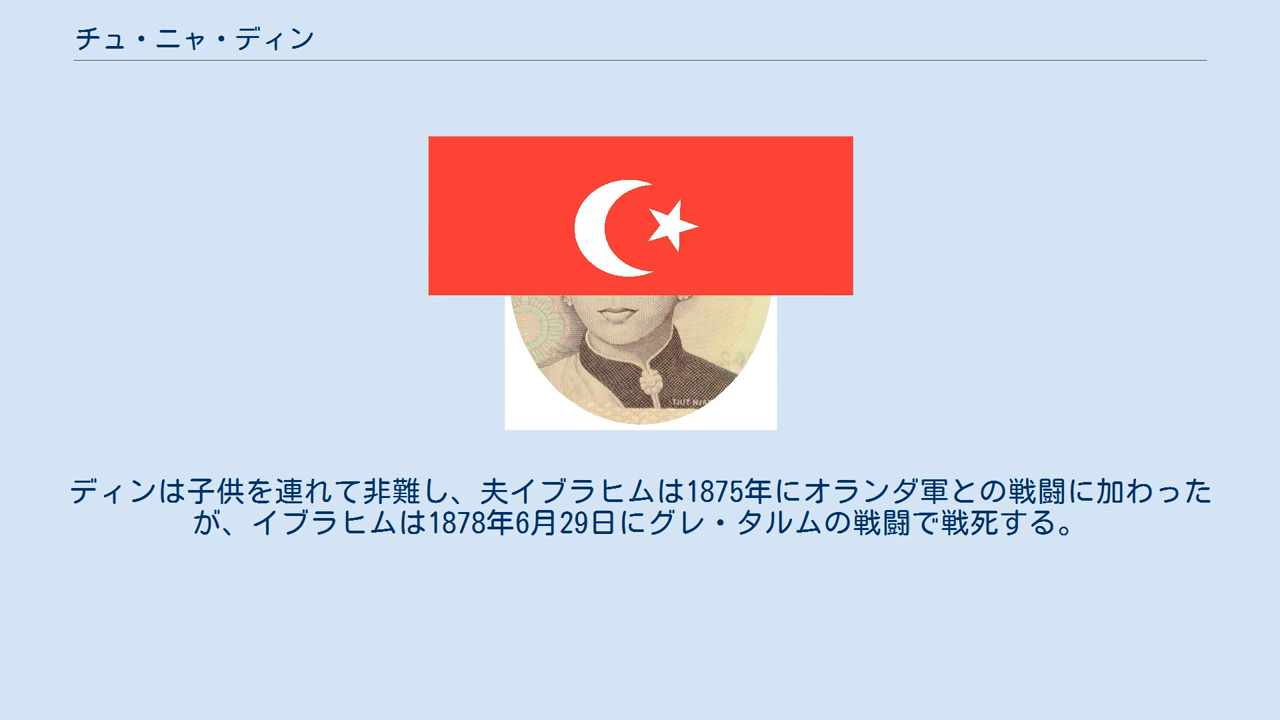 チュ・ニャ・ディン
TJUT NJ
ディンは子供を連れて非難し、夫イブラヒムは1875年にオランダ軍との戦闘に加わった
が、イブラヒムは1878年6月29日にグレ・タルムの戦闘で戦死する。